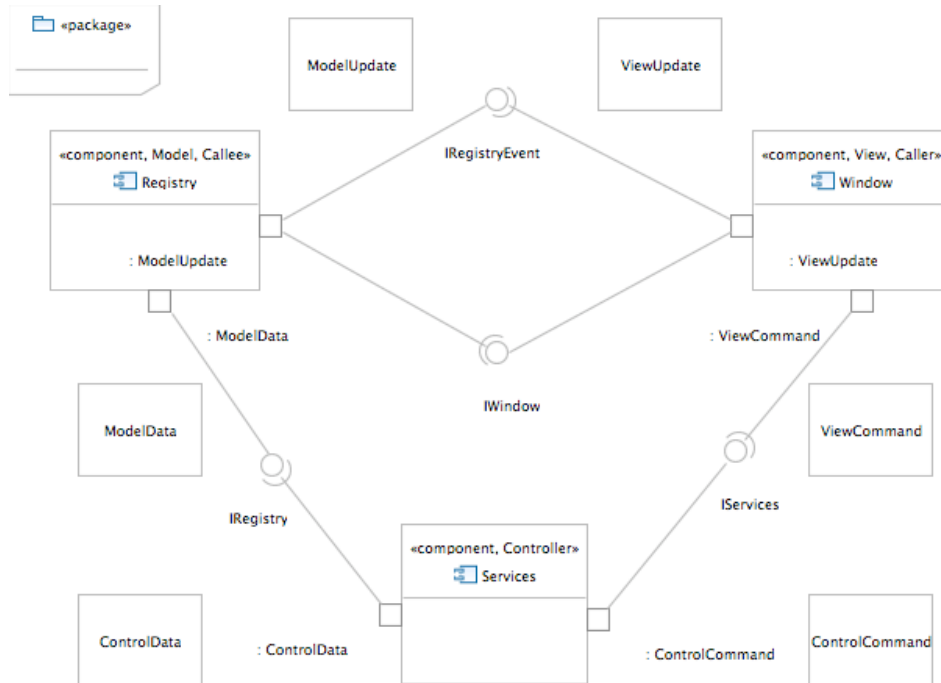 «package»
ModelUpdate
ViewUpdate
IRegistryEvent
«component, Model, Callee»
Registry
: ModelUpdate
«component, View, Caller»
Window
: ViewUpdate
: ModelData
: ViewCommand
IWindow
ModelData
ViewCommand
IRegistry
IServices
«component, Controller»
Services
ControlData
: ControlData
: ControlCommand
ControlCommand